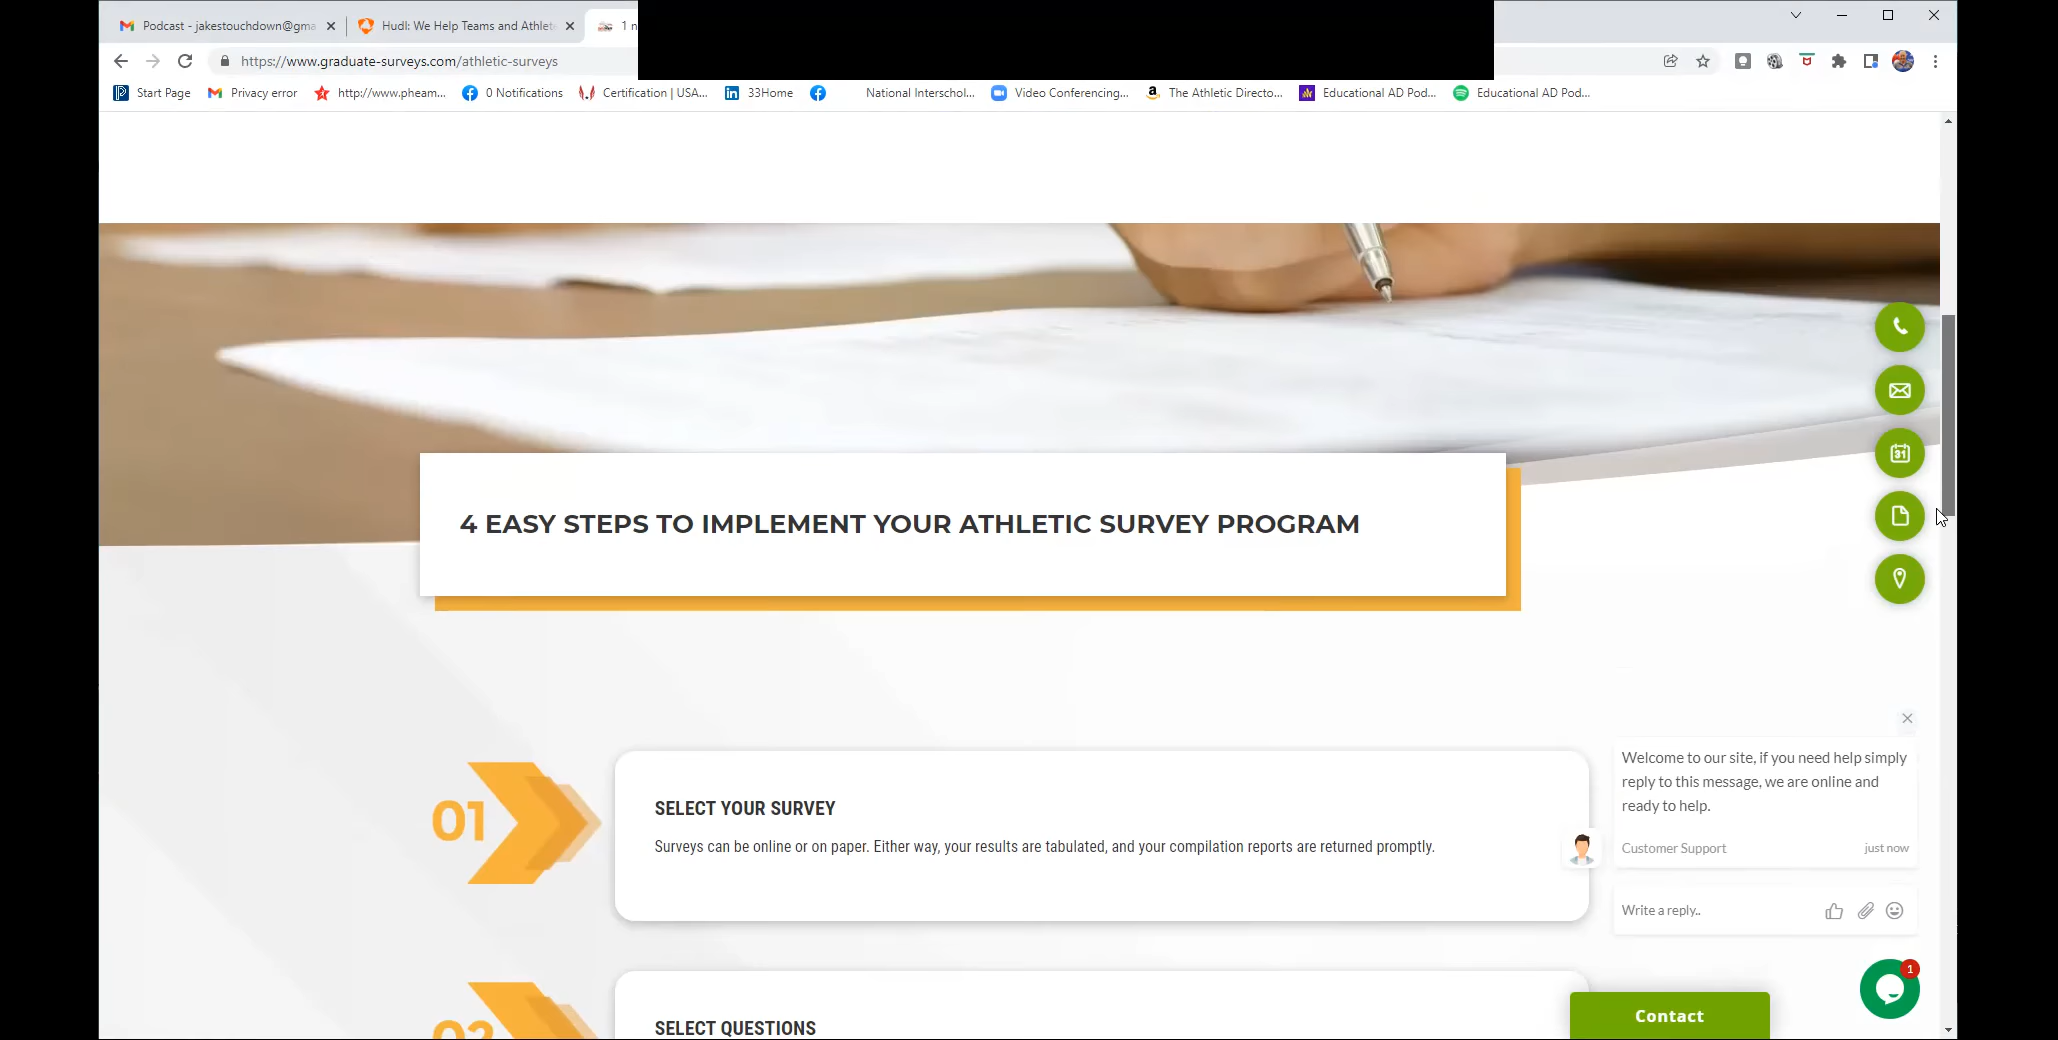 Podcast - jakestouchdown@gma
Hudl: We Help Teams and Athlet
1 n
https://www.graduate-surveys.com/athletic-surveys
Start Page
Privacy error
http://www.pheam...
0 Notifications
Certification | USA...
33Home
National Interschol...
Video Conferencing...
The Athletic Directo...
Educational AD Pod...
Educational AD Pod...
31
4 EASY STEPS TO IMPLEMENT YOUR ATHLETIC SURVEY PROGRAM
01
SELECT YOUR SURVEY
Surveys can be online or on paper. Either way, your results are tabulated, and your compilation reports are returned promptly.
Welcome to our site, if you need help simply
reply to this message, we are online and
ready to help.
Customer Support just now
Write a reply..
1
02
SELECT QUESTIONS
Contact